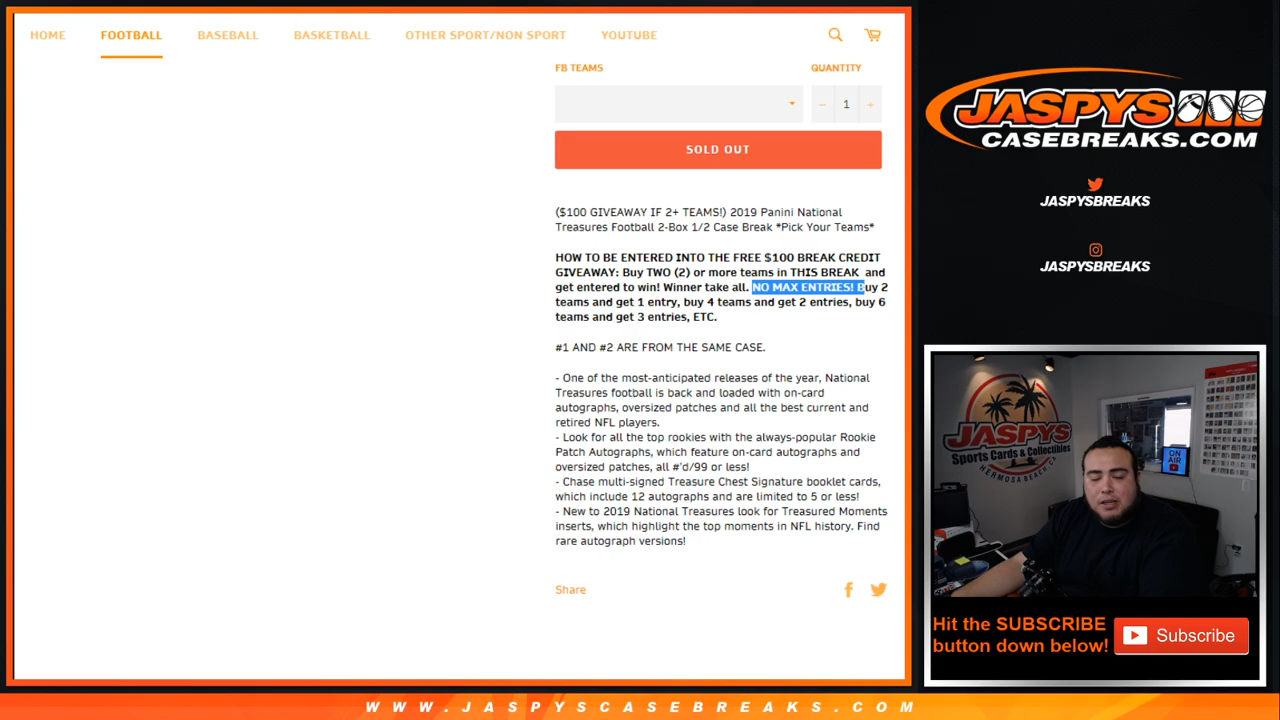 HOME FOOTBALL BASEBALL BASKETBALL OTHER SPORT/NON SPORT YOUTUBE
FB TEAMS QUANTITY
− 1 +
SOLD OUT
($100 GIVEAWAY IF 2+ TEAMS!) 2019 Panini National
Treasures Football 2-Box 1/2 Case Break *Pick Your Teams*
HOW TO BE ENTERED INTO THE FREE $100 BREAK CREDIT
GIVEAWAY: Buy TWO (2) or more teams in THIS BREAK and
get entered to win! Winner take all. NO MAX ENTRIES! Buy 2
teams and get 1 entry, buy 4 teams and get 2 entries, buy 6
teams and get 3 entries, ETC.
#1 AND #2 ARE FROM THE SAME CASE.
- One of the most-anticipated releases of the year, National
Treasures football is back and loaded with on-card
autographs, oversized patches and all the best current and
retired NFL players.
- Look for all the top rookies with the always-popular Rookie
Patch Autographs, which feature on-card autographs and
oversized patches, all #'d/99 or less!
- Chase multi-signed Treasure Chest Signature booklet cards,
which include 12 autographs and are limited to 5 or less!
- New to 2019 National Treasures look for Treasured Moments
inserts, which highlight the top moments in NFL history. Find
rare autograph versions!
Share
JASPYS
CASEBREAKS.COM
JASPYSBREAKS
JASPYSBREAKS
JASPYS
Sports Cards & Collectibles
HERMOSA BEACH CA
ON
AIR
Hit the SUBSCRIBE
button down below!
Subscribe
WWW.JASPYSCASEBREAKS.COM